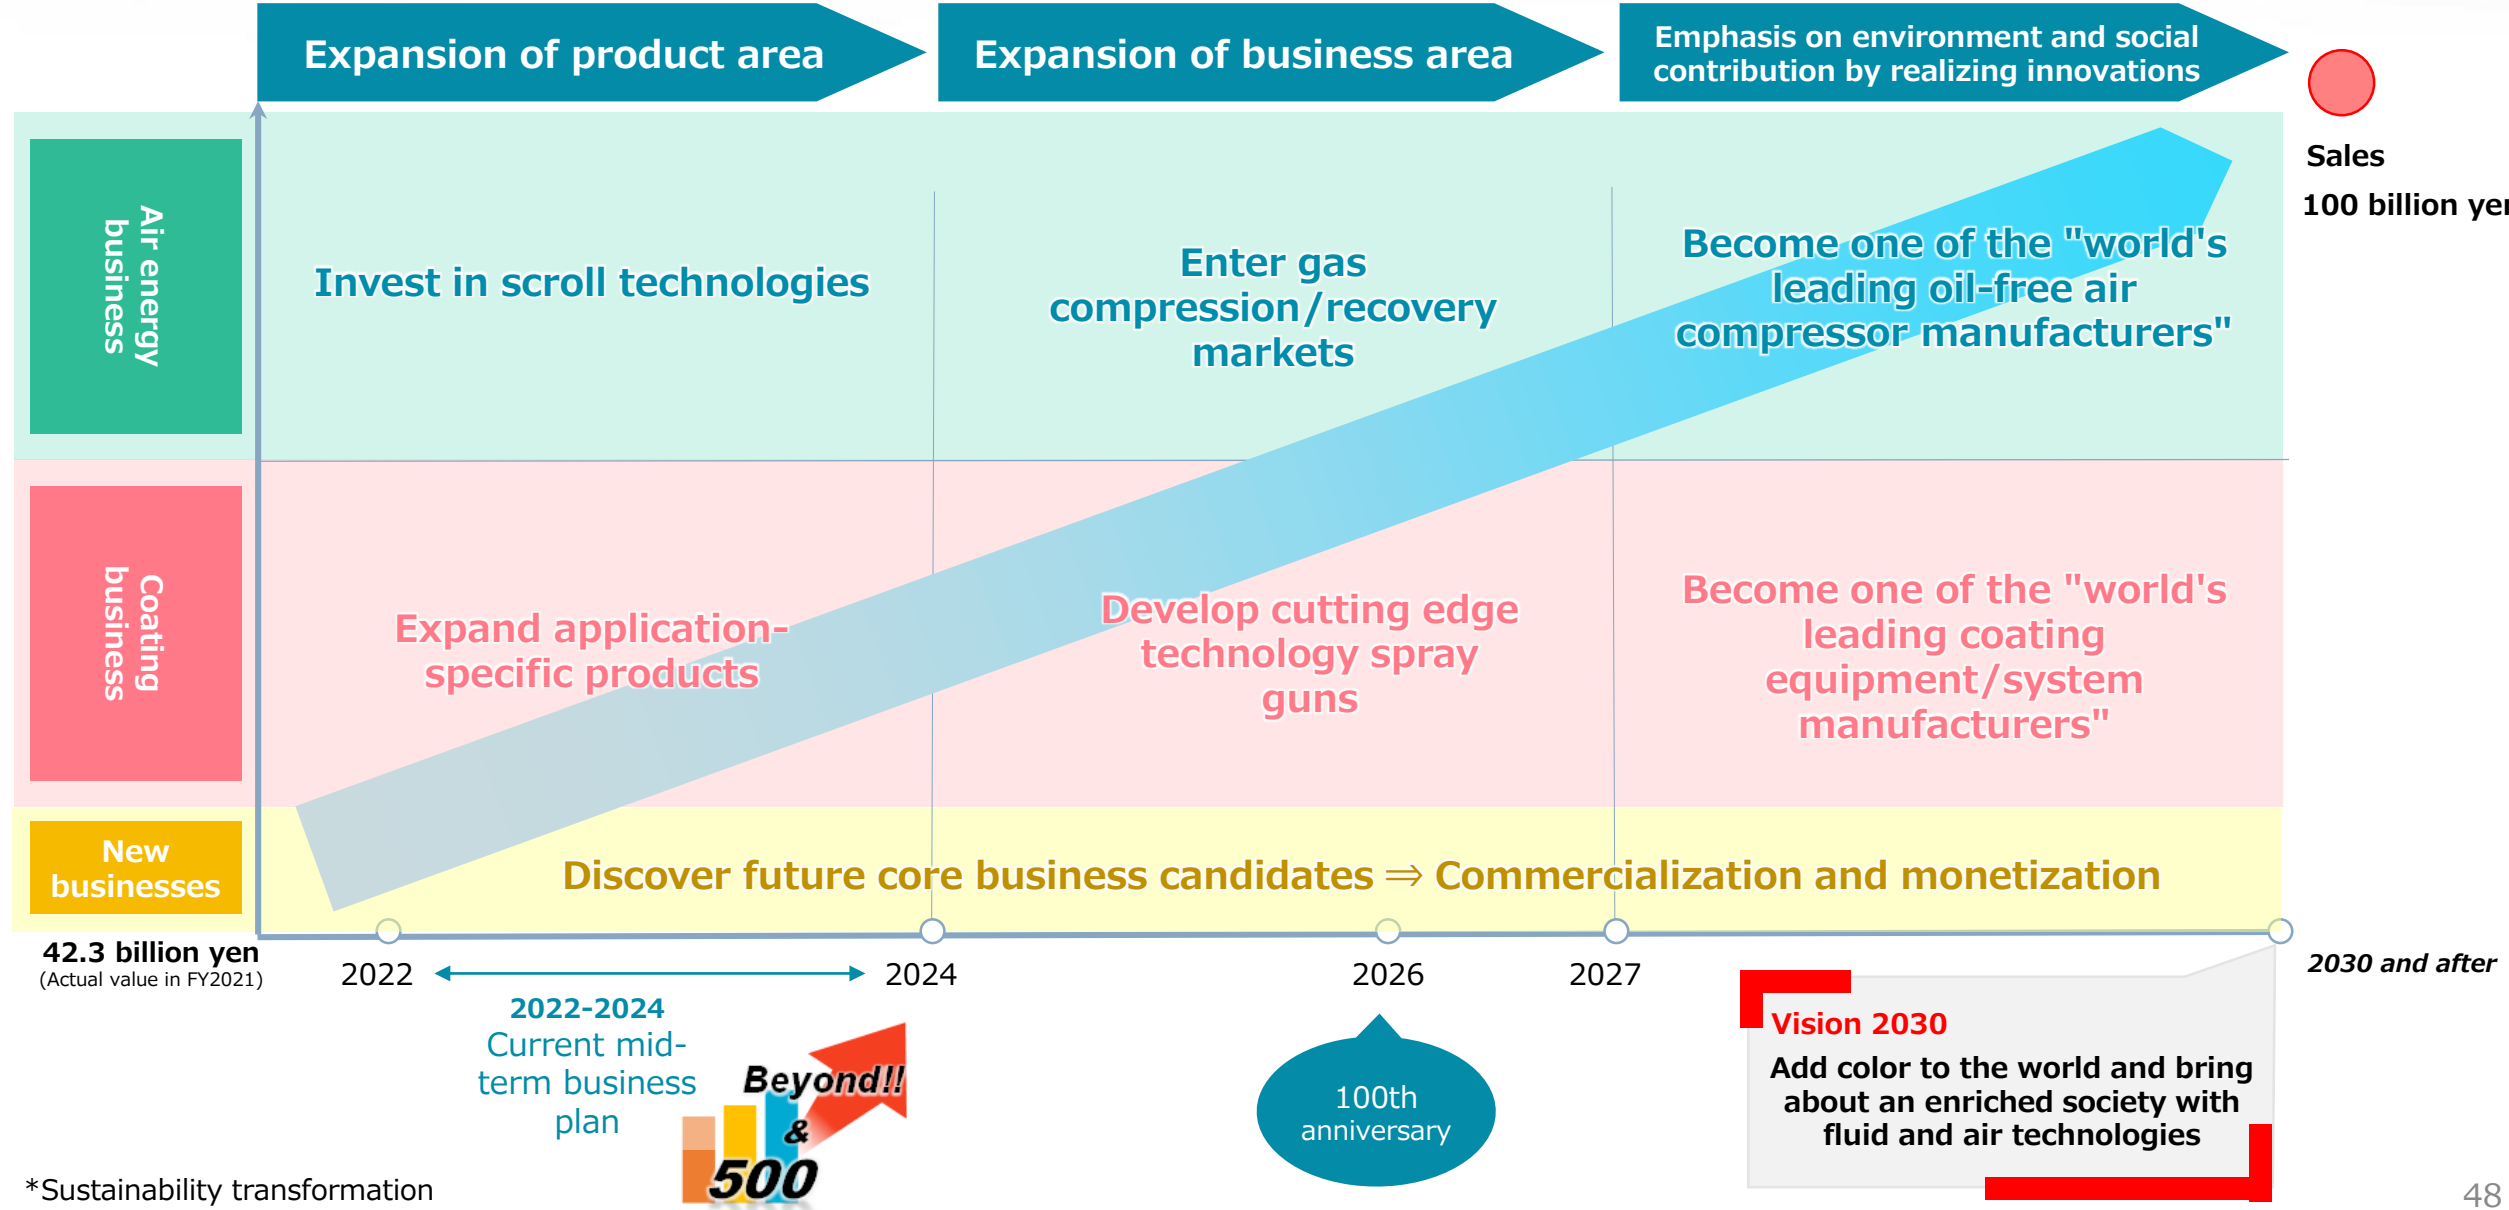 Expansion of product area
Expansion of business area
Emphasis on environment and social
contribution by realizing innovations
Sales
100 billion yen
Air energy
business
Invest in scroll technologies
Enter gas
compression/recovery
markets
Become one of the "world's
leading oil-free air
compressor manufacturers"
Coating
business
Expand application-
specific products
Develop cutting edge
technology spray
guns
Become one of the "world's
leading coating
equipment/system
manufacturers"
New
businesses
Discover future core business candidates ⇒ Commercialization and monetization
42.3 billion yen
(Actual value in FY2021)
2022
2024
2026
2027
2030 and after
2022-2024
Current mid-
term business
plan
Beyond!!
&
500
100th
anniversary
Vision 2030
Add color to the world and bring
about an enriched society with
fluid and air technologies
*Sustainability transformation
48